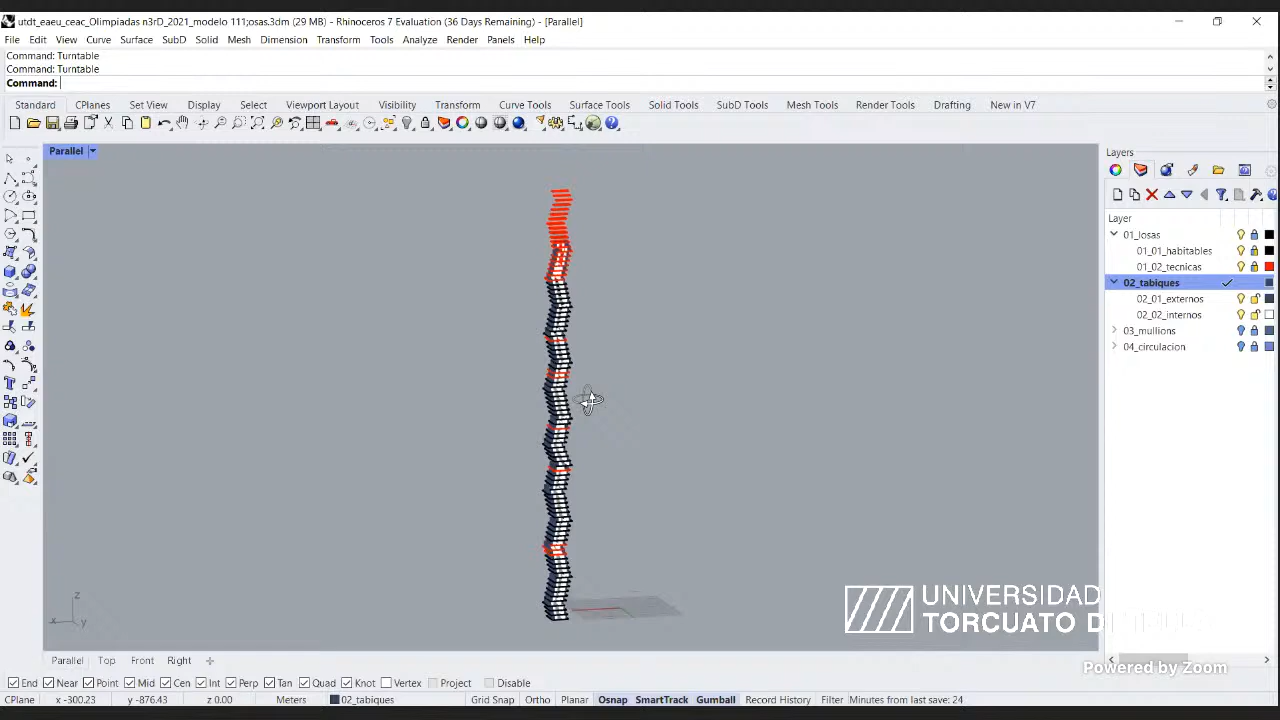 utdt_eaeu_ceac_Olimpiadas n3rD_2021_modelo 111;osas.3dm (29 MB) - Rhinoceros 7 Evaluation (36 Days Remaining) - [Parallel]
File Edit View Curve Surface SubD Solid Mesh Dimension Transform Tools Analyze Render Panels Help
Command: Turntable
Command: Turntable
Command:
Standard CPlanes Set View Display Select Viewport Layout Visibility Transform Curve Tools Surface Tools Solid Tools SubD Tools Mesh Tools Render Tools Drafting New in V7
Parallel
Layers
Layer
01_losas
01_01_habitables
01_02_tecnicas
02_tabiques
02_01_externos
02_02_internos
03_mullions
04_circulacion
z
x y
UNIVERSIDAD
TORCUATO
Powered by Zoom
Parallel Top Front Right
End Near Point Mid Cen Int Perp Tan Quad Knot Vertex Project Disable
CPlane x -300.23 y -876.43 z 0.00 Meters 02_tabiques Grid Snap Ortho Planar Osnap SmartTrack Gumball Record History Filter Minutes from last save: 24